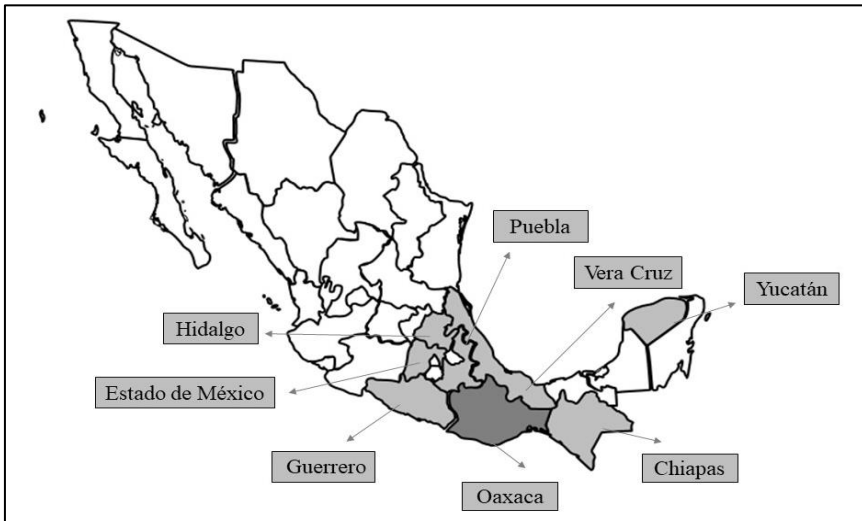 Puebla
Vera Cruz
Yucatán
Hidalgo
Estado de México
Guerrero
Chiapas
Oaxaca